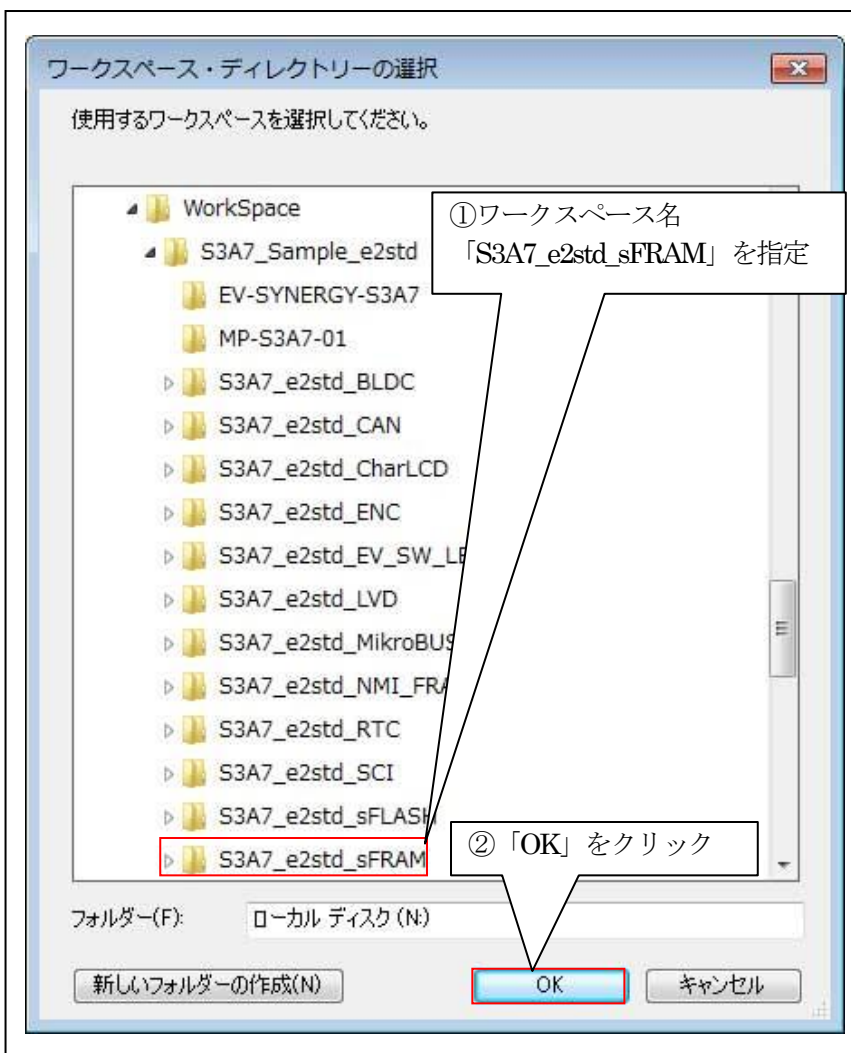 ワークスペース・ディレクトリーの選択
使用するワークスペースを選択してください。
WorkSpace
S3A7_Sample_e2std
EV-SYNERGY-S3A7
MP-S3A7-01
S3A7_e2std_BLDC
S3A7_e2std_CAN
S3A7_e2std_CharLCD
S3A7_e2std_ENC
S3A7_e2std_EV_SW_LE
S3A7_e2std_LVD
S3A7_e2std_MikroBUS
S3A7_e2std_NMI_FRA
S3A7_e2std_RTC
S3A7_e2std_SCI
S3A7_e2std_sFLASH
S3A7_e2std_sFRAM
①ワークスペース名
「S3A7_e2std_sFRAM」を指定
②「OK」をクリック
フォルダー(F): ローカル ディスク (N:)
新しいフォルダーの作成(N) OK キャンセル